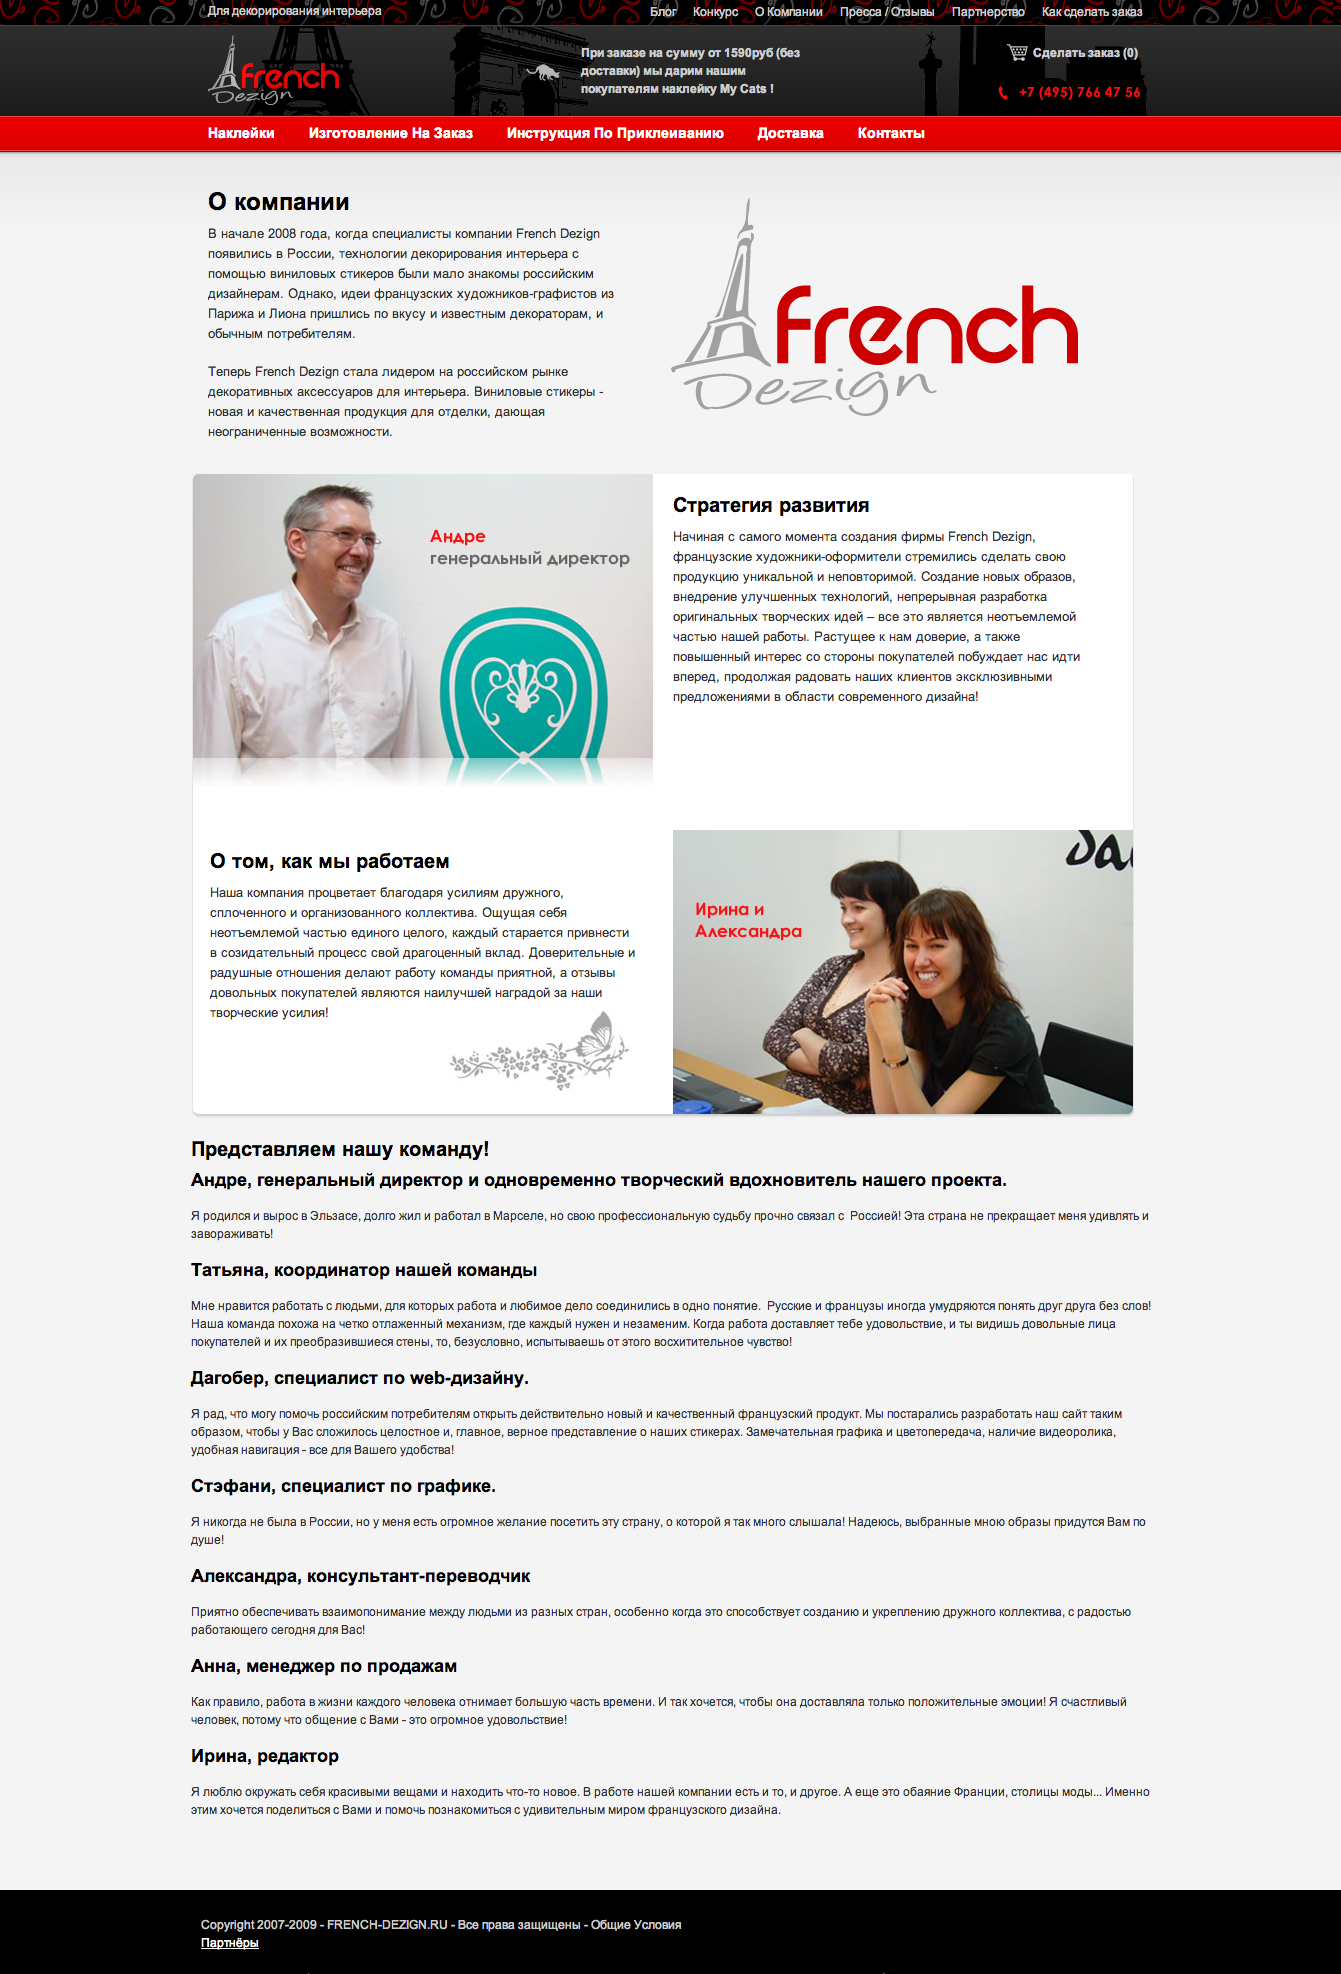 Для декорирования интерьера
Блог Конкурс О Компании Пресса / Отзывы Партнерство Как сделать заказ
French
Dezign
При заказе на сумму от 1590руб (без
доставки) мы дарим нашим
покупателям наклейку My Cats !
Сделать заказ (0)
+7 (495) 766 47 56
Наклейки Изготовление На Заказ Инструкция По Приклеиванию Доставка Контакты
О компании
В начале 2008 года, когда специалисты компании French Dezign
появились в России, технологии декорирования интерьера с
помощью виниловых стикеров были мало знакомы российским
дизайнерам. Однако, идеи французских художников-графистов из
Парижа и Лиона пришлись по вкусу и известным декораторам, и
обычным потребителям.
Теперь French Dezign стала лидером на российском рынке
декоративных аксессуаров для интерьера. Виниловые стикеры -
новая и качественная продукция для отделки, дающая
неограниченные возможности.
French
Dezign
Андре
генеральный директор
Стратегия развития
Начиная с самого момента создания фирмы French Dezign,
французские художники-оформители стремились сделать свою
продукцию уникальной и неповторимой. Создание новых образов,
внедрение улучшенных технологий, непрерывная разработка
оригинальных творческих идей – все это является неотъемлемой
частью нашей работы. Растущее к нам доверие, а также
повышенный интерес со стороны покупателей побуждает нас идти
вперед, продолжая радовать наших клиентов эксклюзивными
предложениями в области современного дизайна!
О том, как мы работаем
Наша компания процветает благодаря усилиям дружного,
сплоченного и организованного коллектива. Ощущая себя
неотъемлемой частью единого целого, каждый старается привнести
в созидательный процесс свой драгоценный вклад. Доверительные и
радушные отношения делают работу команды приятной, а отзывы
довольных покупателей являются наилучшей наградой за наши
творческие усилия!
Ирина и
Александра
Представляем нашу команду!
Андре, генеральный директор и одновременно творческий вдохновитель нашего проекта.
Я родился и вырос в Эльзасе, долго жил и работал в Марселе, но свою профессиональную судьбу прочно связал с Россией! Эта страна не прекращает меня удивлять и
завораживать!
Татьяна, координатор нашей команды
Мне нравится работать с людьми, для которых работа и любимое дело соединились в одно понятие. Русские и французы иногда умудряются понять друг друга без слов!
Наша команда похожа на четко отлаженный механизм, где каждый нужен и незаменим. Когда работа доставляет тебе удовольствие, и ты видишь довольные лица
покупателей и их преобразившиеся стены, то, безусловно, испытываешь от этого восхитительное чувство!
Дагобер, специалист по web-дизайну.
Я рад, что могу помочь российским потребителям открыть действительно новый и качественный французский продукт. Мы постарались разработать наш сайт таким
образом, чтобы у Вас сложилось целостное и, главное, верное представление о наших стикерах. Замечательная графика и цветопередача, наличие видеоролика,
удобная навигация - все для Вашего удобства!
Стэфани, специалист по графике.
Я никогда не была в России, но у меня есть огромное желание посетить эту страну, о которой я так много слышала! Надеюсь, выбранные мною образы придутся Вам по
душе!
Александра, консультант-переводчик
Приятно обеспечивать взаимопонимание между людьми из разных стран, особенно когда это способствует созданию и укреплению дружного коллектива, с радостью
работающего сегодня для Вас!
Анна, менеджер по продажам
Как правило, работа в жизни каждого человека отнимает большую часть времени. И так хочется, чтобы она доставляла только положительные эмоции! Я счастливый
человек, потому что общение с Вами - это огромное удовольствие!
Ирина, редактор
Я люблю окружать себя красивыми вещами и находить что-то новое. В работе нашей компании есть и то, и другое. А еще это обаяние Франции, столицы моды... Именно
этим хочется поделиться с Вами и помочь познакомиться с удивительным миром французского дизайна.
Copyright 2007-2009 - FRENCH-DEZIGN.RU - Все права защищены - Общие Условия
Партнёры